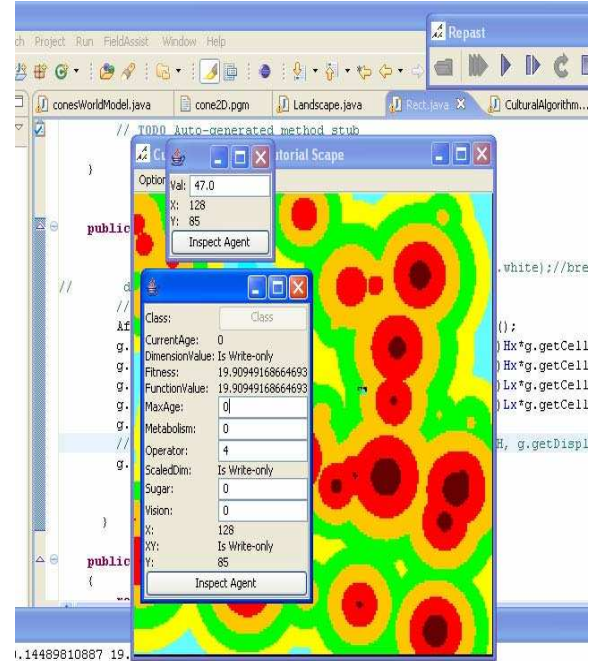 Repast
Project Run FieldAssist Window Help
conesWorldModel.java cone2D.pgm Landscape.java Rect.java CulturalAlgorithm...
// TODO Auto-generated method stub
}
Cu torial Scape
Option
Val: 47.0
X: 128
Y: 85
Inspect Agent
public
.white);//bre
// d
//
Af ();
g. )Hx*g.getCell
g. )Hx*g.getCell
g. )Lx*g.getCell
g. )Lx*g.getCell
g.
// H, g.getDispl
g.
}
public
{
Class: Class
CurrentAge: 0
DimensionValue: Is Write-only
Fitness: 19.90949168664693
FunctionValue: 19.90949168664693
MaxAge: 0
Metabolism: 0
Operator: 4
ScaledDim: Is Write-only
Sugar: 0
Vision: 0
X: 128
XY: Is Write-only
Y: 85
Inspect Agent
.14489810887 19.